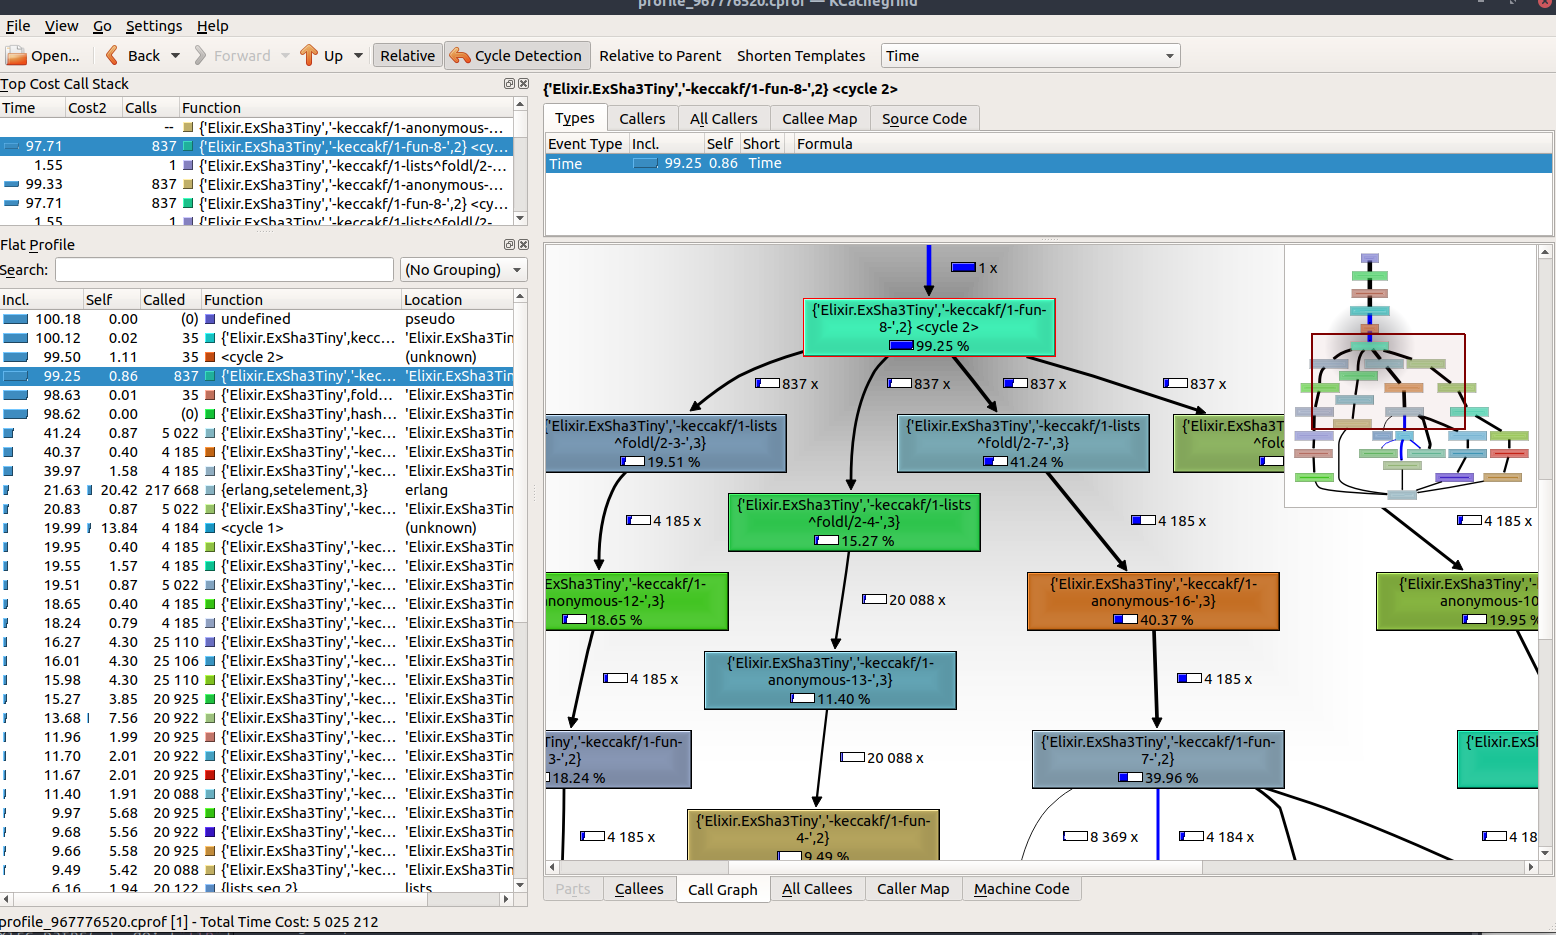 profile_967776520.cprof — KCachegrind
File View Go Settings Help
Open... Back Forward Up Relative Cycle Detection Relative to Parent Shorten Templates Time
Top Cost Call Stack
Time Cost2 Calls Function
-- {'Elixir.ExSha3Tiny','-keccakf/1-anonymous-...
97.71 837 {'Elixir.ExSha3Tiny','-keccakf/1-fun-8-',2} <cy...
1.55 1 {'Elixir.ExSha3Tiny','-keccakf/1-lists^foldl/2-...
99.33 837 {'Elixir.ExSha3Tiny','-keccakf/1-anonymous-...
97.71 837 {'Elixir.ExSha3Tiny','-keccakf/1-fun-8-',2} <cy...
1.55 1 {'Elixir.ExSha3Tiny','-keccakf/1-lists^foldl/2-
Flat Profile
Search: (No Grouping)
Incl. Self Called Function Location
100.18 0.00 (0) undefined pseudo
100.12 0.02 35 {'Elixir.ExSha3Tiny',kecc... 'Elixir.ExSha3Tin
99.50 1.11 35 <cycle 2> (unknown)
99.25 0.86 837 {'Elixir.ExSha3Tiny','-kec... 'Elixir.ExSha3Tin
98.63 0.01 35 {'Elixir.ExSha3Tiny',fold... 'Elixir.ExSha3Tin
98.62 0.00 (0) {'Elixir.ExSha3Tiny',hash... 'Elixir.ExSha3Tin
41.24 0.87 5 022 {'Elixir.ExSha3Tiny','-kec... 'Elixir.ExSha3Tin
40.37 0.40 4 185 {'Elixir.ExSha3Tiny','-kec... 'Elixir.ExSha3Tin
39.97 1.58 4 185 {'Elixir.ExSha3Tiny','-kec... 'Elixir.ExSha3Tin
21.63 20.42 217 668 {erlang,setelement,3} erlang
20.83 0.87 5 022 {'Elixir.ExSha3Tiny','-kec... 'Elixir.ExSha3Tin
19.99 13.84 4 184 <cycle 1> (unknown)
19.95 0.40 4 185 {'Elixir.ExSha3Tiny','-kec... 'Elixir.ExSha3Tin
19.55 1.57 4 185 {'Elixir.ExSha3Tiny','-kec... 'Elixir.ExSha3Tin
19.51 0.87 5 022 {'Elixir.ExSha3Tiny','-kec... 'Elixir.ExSha3Tin
18.65 0.40 4 185 {'Elixir.ExSha3Tiny','-kec... 'Elixir.ExSha3Tin
18.24 0.79 4 185 {'Elixir.ExSha3Tiny','-kec... 'Elixir.ExSha3Tin
16.27 4.30 25 110 {'Elixir.ExSha3Tiny','-kec... 'Elixir.ExSha3Tin
16.01 4.30 25 106 {'Elixir.ExSha3Tiny','-kec... 'Elixir.ExSha3Tin
15.98 4.30 25 110 {'Elixir.ExSha3Tiny','-kec... 'Elixir.ExSha3Tin
15.27 3.85 20 925 {'Elixir.ExSha3Tiny','-kec... 'Elixir.ExSha3Tin
13.68 7.56 20 922 {'Elixir.ExSha3Tiny','-kec... 'Elixir.ExSha3Tin
11.96 1.99 20 925 {'Elixir.ExSha3Tiny','-kec... 'Elixir.ExSha3Tin
11.70 2.01 20 922 {'Elixir.ExSha3Tiny','-kec... 'Elixir.ExSha3Tin
11.67 2.01 20 925 {'Elixir.ExSha3Tiny','-kec... 'Elixir.ExSha3Tin
11.40 1.91 20 088 {'Elixir.ExSha3Tiny','-kec... 'Elixir.ExSha3Tin
9.97 5.68 20 925 {'Elixir.ExSha3Tiny','-kec... 'Elixir.ExSha3Tin
9.68 5.56 20 922 {'Elixir.ExSha3Tiny','-kec... 'Elixir.ExSha3Tin
9.66 5.58 20 925 {'Elixir.ExSha3Tiny','-kec... 'Elixir.ExSha3Tin
9.49 5.42 20 088 {'Elixir.ExSha3Tiny','-kec... 'Elixir.ExSha3Tin
6.16 1.94 20 122 {lists,seq,2} lists
{'Elixir.ExSha3Tiny','-keccakf/1-fun-8-',2} <cycle 2>
Types Callers All Callers Callee Map Source Code
Event Type Incl. Self Short Formula
Time 99.25 0.86 Time
1 x
{'Elixir.ExSha3Tiny','-keccakf/1-fun-
8-',2} <cycle 2>
99.25 %
837 x 837 x 837 x 837 x
'Elixir.ExSha3Tiny','-keccakf/1-lists
^foldl/2-3-',3}
19.51 %
{'Elixir.ExSha3Tiny','-keccakf/1-lists
^foldl/2-7-',3}
41.24 %
{'Elixir.ExSha3T
^fol
{'Elixir.ExSha3Tiny','-keccakf/1-lists
^foldl/2-4-',3}
15.27 %
4 185 x 4 185 x 4 185 x
ExSha3Tiny','-keccakf/1-
anonymous-12-',3}
18.65 %
20 088 x
{'Elixir.ExSha3Tiny','-keccakf/1-
anonymous-16-',3}
40.37 %
{'Elixir.ExSha3Tiny','-
anonymous-10
19.95 %
{'Elixir.ExSha3Tiny','-keccakf/1-
anonymous-13-',3}
11.40 %
4 185 x 4 185 x
Tiny','-keccakf/1-fun-
3-',2}
18.24 %
20 088 x
{'Elixir.ExSha3Tiny','-keccakf/1-fun-
7-',2}
39.96 %
{'Elixir.ExSh
{'Elixir.ExSha3Tiny','-keccakf/1-fun-
4-',2}
9.49 %
4 185 x 8 369 x 4 184 x 4 18
Parts Callees Call Graph All Callees Caller Map Machine Code
profile_967776520.cprof [1] - Total Time Cost: 5 025 212